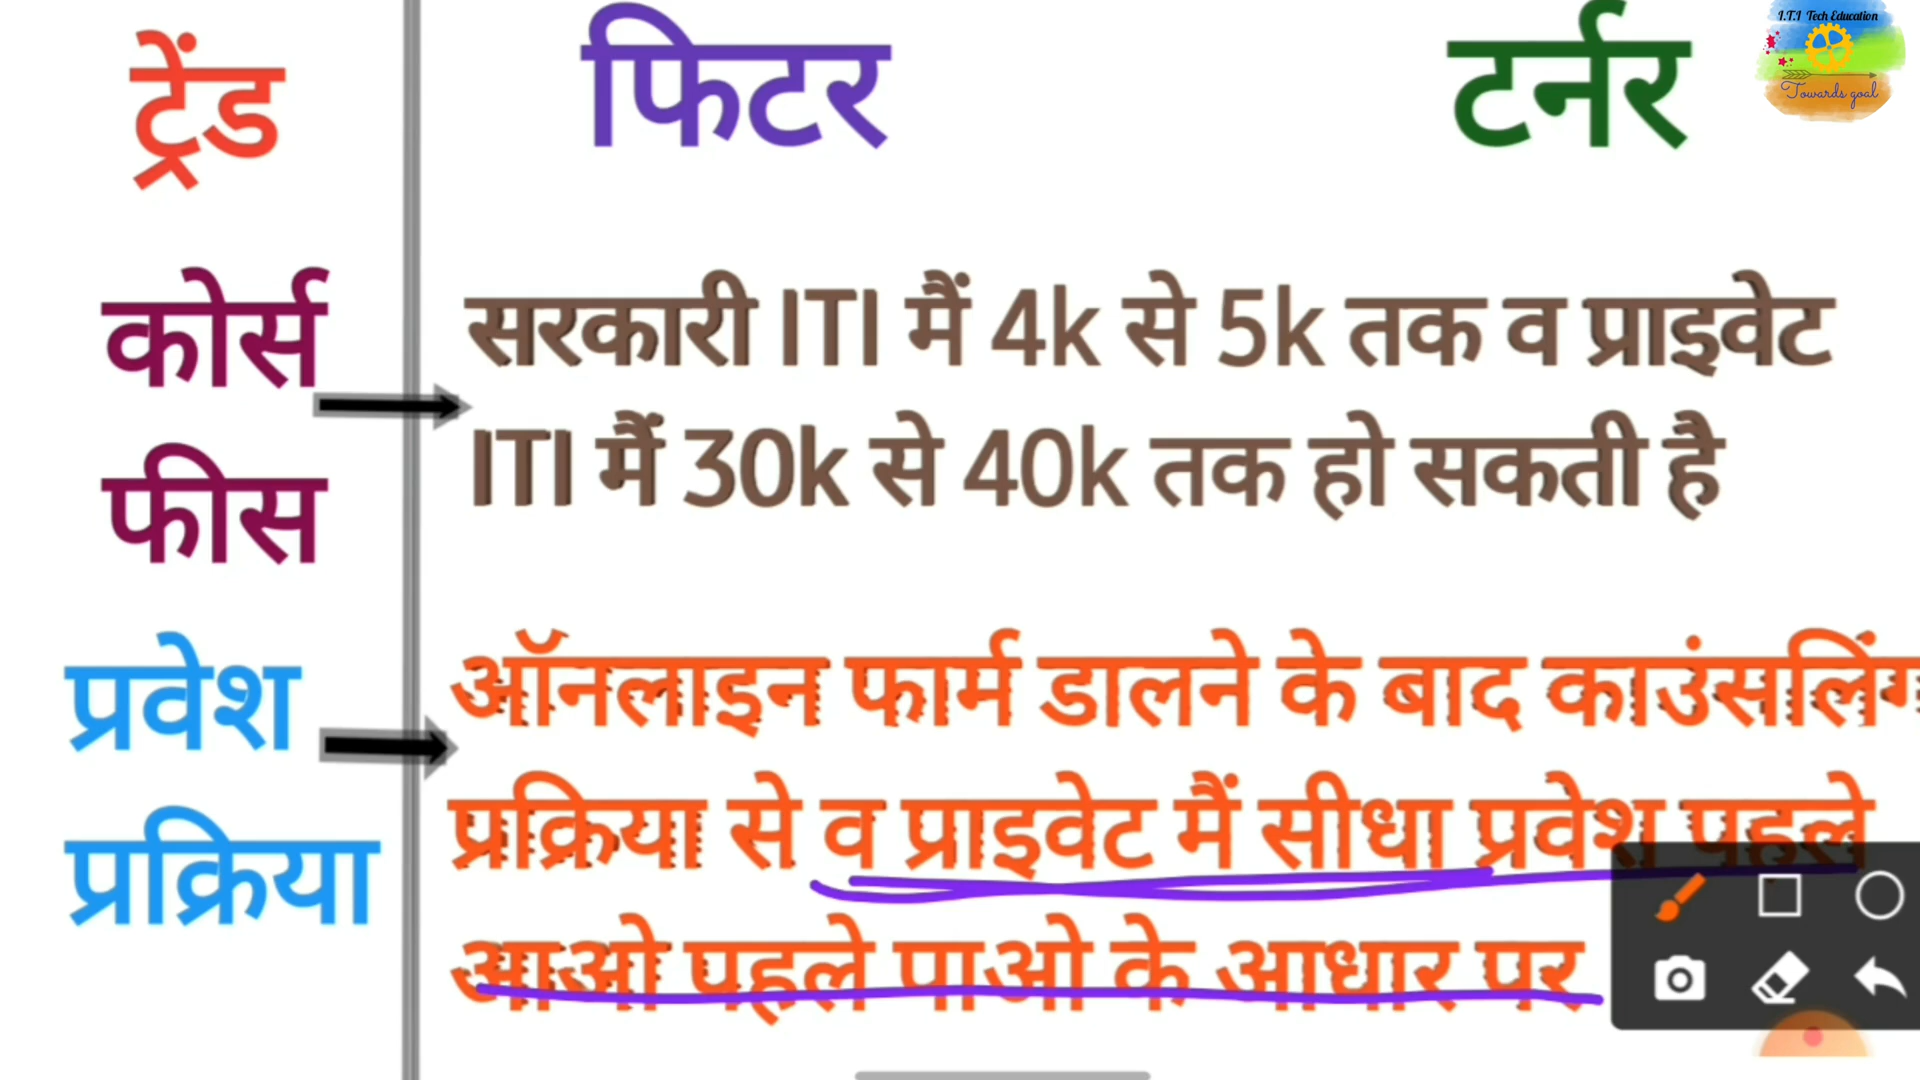 ट्रेंड फिटर टर्नर
I.T.I Tech Education
Towards goal
कोर्स
फीस
सरकारी ITI मैं 4k से 5k तक व प्राइवेट
ITI मैं 30k से 40k तक हो सकती है
प्रवेश
प्रक्रिया
ऑनलाइन फार्म डालने के बाद काउंसलिंग
प्रक्रिया से व प्राइवेट मैं सीधा प्रवेश पहले
आओ पहले पाओ के आधार पर